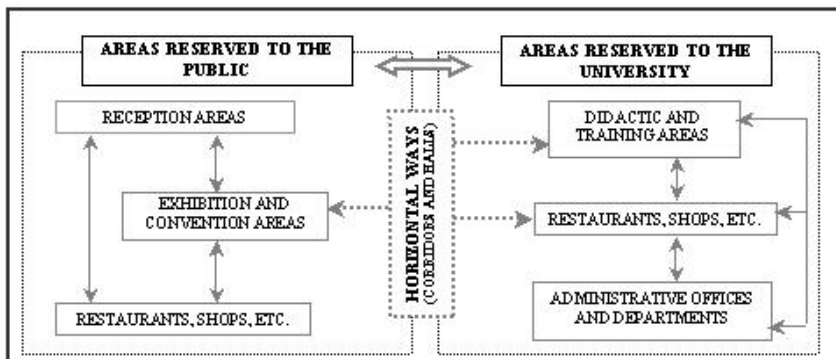 AREAS RESERVED TO THE
PUBLIC
RECEPTION AREAS
EXHIBITION AND
CONVENTION AREAS
RESTAURANTS, SHOPS, ETC.
HORIZONTAL WAYS
(CORRIDORS AND HALLS)
AREAS RESERVED TO THE
UNIVERSITY
DIDACTIC AND
TRAINING AREAS
RESTAURANTS, SHOPS, ETC.
ADMINISTRATIVE OFFICES
AND DEPARTMENTS